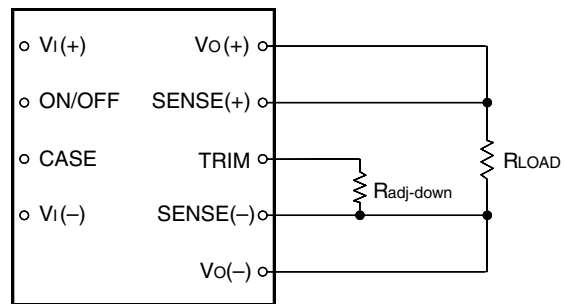 VI(+) VO(+)
ON/OFF SENSE(+)
CASE TRIM RLOAD
Radj-down
VI(–) SENSE(–)
VO(–)